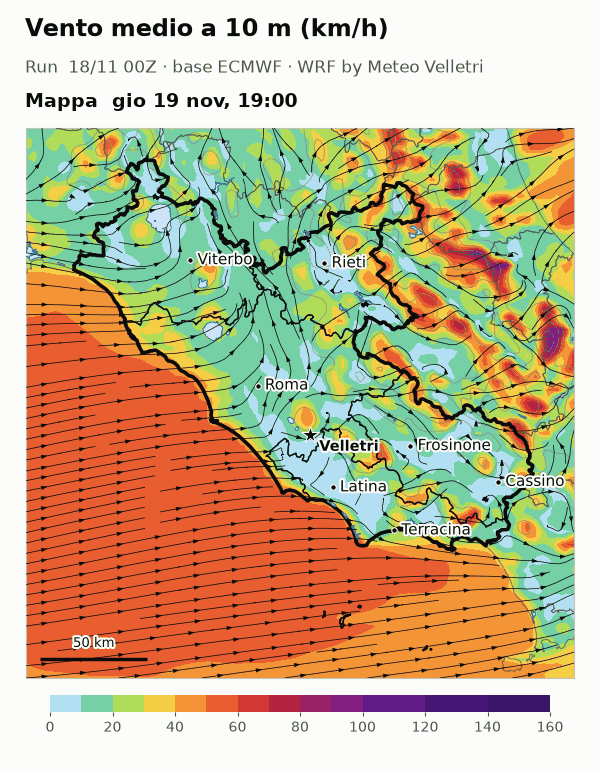 Vento medio a 10 m (km/h)
Run  18/11 00Z · base ECMWF · WRF by Meteo Velletri
Mappa  gio 19 nov, 19:00
Viterbo
Rieti
Roma
Velletri
Frosinone
Cassino
Latina
Terracina
50 km
0 20 40 60 80 100 120 140 160